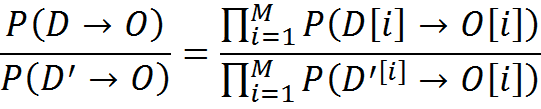 P(D → O) / P(D′ → O) = ∏_{i=1}^{M} P(D[i] → O[i]) / ∏_{i=1}^{M} P(D′^{[i]} → O[i])